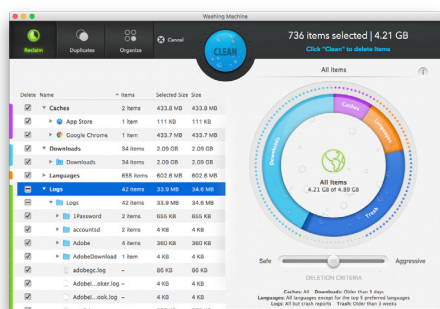 Washing Machine
Reclaim
Duplicates
Organize
Cancel
CLEAN
736 items selected | 4.21 GB
Click "Clean" to delete items
All Items
Delete Name Items Selected Size Size
Caches 2 items 433.8 MB 433.8 MB
App Store 1 item 111 KB 111 KB
Google Chrome 1 item 433.7 MB 433.7 MB
Downloads 34 items 2.09 GB 2.09 GB
Downloads 34 items 2.09 GB 2.09 GB
Languages 655 items 602.8 MB 602.8 MB
Logs 42 items 33.9 MB 34.6 MB
Logs 42 items 33.9 MB 34.6 MB
1Password 2 items 655 KB 655 KB
accountsd 2 items 4 KB 4 KB
Adobe 4 items 360 KB 360 KB
AdobeDownload 1 item 4 KB 4 KB
adobegc.log – 86 KB 86 KB
Adobel...oker.log – 4 KB 4 KB
Adobel...ook.log – 4 KB 4 KB
Caches
Languages
Downloads
Trash
All Items
4.21 GB of 4.89 GB
Safe
Aggressive
DELETION CRITERIA
Caches: All Downloads: Older than 5 days
Languages: All languages except for the top 5 preferred languages
Logs: All but crash reports Trash: Older than 3 weeks